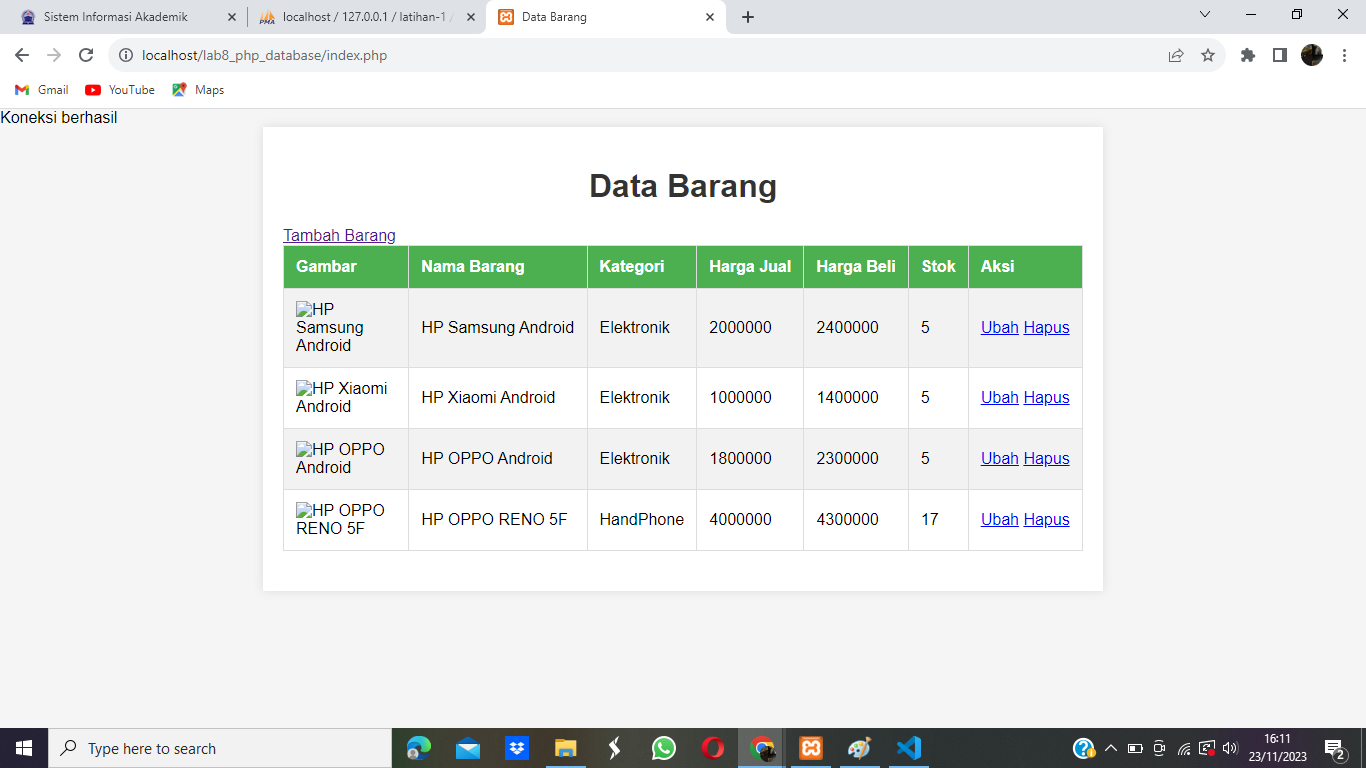 Sistem Informasi Akademik
localhost / 127.0.0.1 / latihan-1 /
Data Barang
localhost/lab8_php_database/index.php
Gmail YouTube Maps
Koneksi berhasil
Data Barang
Tambah Barang
Gambar Nama Barang Kategori Harga Jual Harga Beli Stok Aksi
HP
Samsung
Android
HP Samsung Android Elektronik 2000000 2400000 5 Ubah Hapus
HP Xiaomi
Android
HP Xiaomi Android Elektronik 1000000 1400000 5 Ubah Hapus
HP OPPO
Android
HP OPPO Android Elektronik 1800000 2300000 5 Ubah Hapus
HP OPPO
RENO 5F
HP OPPO RENO 5F HandPhone 4000000 4300000 17 Ubah Hapus
Type here to search
16:11
23/11/2023
2